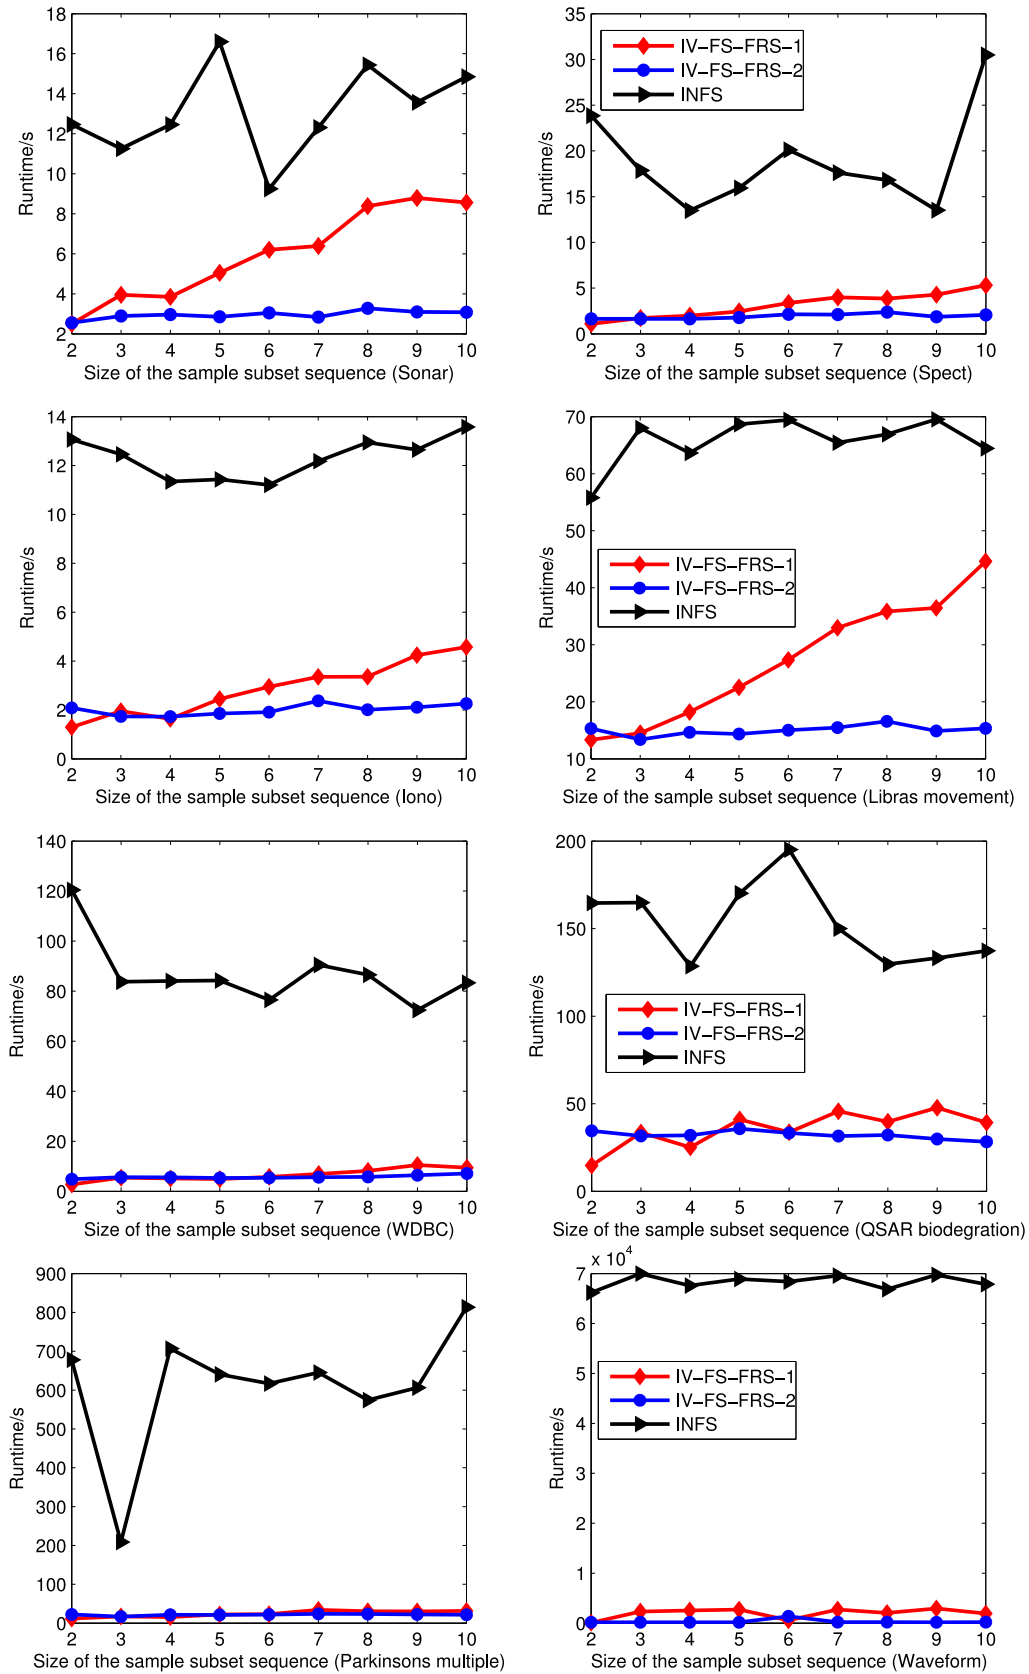 18
16
14
12
10
8
6
4
2
Runtime/s
2 3 4 5 6 7 8 9 10
Size of the sample subset sequence (Sonar)
35
30
25
20
15
10
5
0
Runtime/s
IV-FS-FRS-1
IV-FS-FRS-2
INFS
2 3 4 5 6 7 8 9 10
Size of the sample subset sequence (Spect)
14
12
10
8
6
4
2
0
Runtime/s
2 3 4 5 6 7 8 9 10
Size of the sample subset sequence (Iono)
70
60
50
40
30
20
10
Runtime/s
IV-FS-FRS-1
IV-FS-FRS-2
INFS
2 3 4 5 6 7 8 9 10
Size of the sample subset sequence (Libras movement)
140
120
100
80
60
40
20
0
Runtime/s
2 3 4 5 6 7 8 9 10
Size of the sample subset sequence (WDBC)
200
150
100
50
0
Runtime/s
IV-FS-FRS-1
IV-FS-FRS-2
INFS
2 3 4 5 6 7 8 9 10
Size of the sample subset sequence (QSAR biodegration)
900
800
700
600
500
400
300
200
100
0
Runtime/s
2 3 4 5 6 7 8 9 10
Size of the sample subset sequence (Parkinsons multiple)
x 10^4
7
6
5
4
3
2
1
0
Runtime/s
IV-FS-FRS-1
IV-FS-FRS-2
INFS
2 3 4 5 6 7 8 9 10
Size of the sample subset sequence (Waveform)